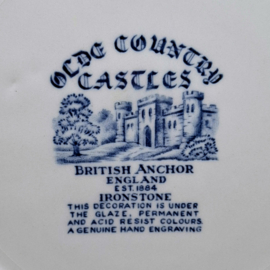 OLDE COUNTRY
CASTLES
BRITISH ANCHOR
ENGLAND
EST. 1884
IRONSTONE
THIS DECORATION IS UNDER
THE GLAZE, PERMANENT
AND ACID RESIST COLOURS
A GENUINE HAND ENGRAVING